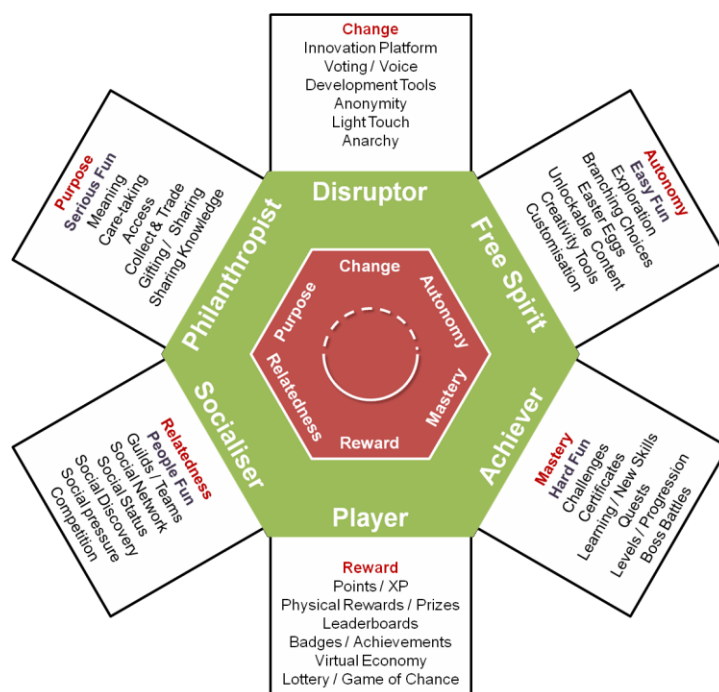 Change
Innovation Platform
Voting / Voice
Development Tools
Anonymity
Light Touch
Anarchy
Purpose
Serious Fun
Meaning
Care-taking
Access
Collect & Trade
Gifting / Sharing
Sharing Knowledge
Autonomy
Easy Fun
Exploration
Branching Choices
Easter Eggs
Unlockable Content
Creativity Tools
Customisation
Disruptor
Philanthropist
Free Spirit
Change
Purpose
Autonomy
Relatedness
Mastery
Reward
Socialiser
Achiever
Player
Relatedness
People Fun
Guilds / Teams
Social Network
Social Status
Social Discovery
Social pressure
Competition
Mastery
Hard Fun
Challenges
Certificates
Learning / New Skills
Quests
Levels / Progression
Boss Battles
Reward
Points / XP
Physical Rewards / Prizes
Leaderboards
Badges / Achievements
Virtual Economy
Lottery / Game of Chance